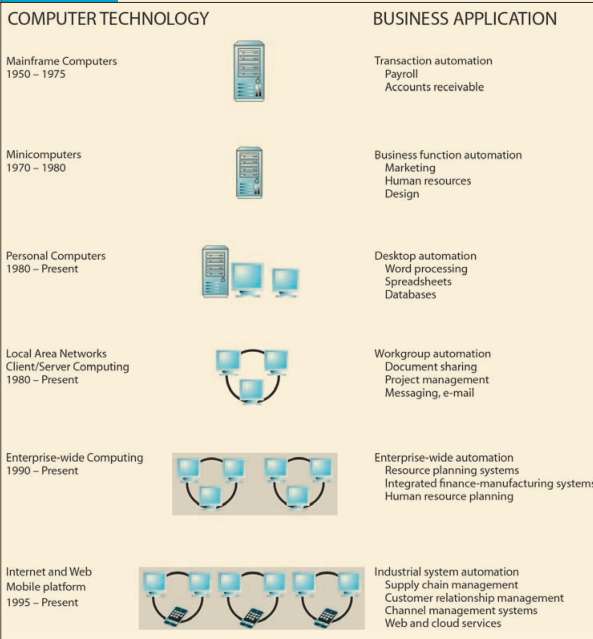 COMPUTER TECHNOLOGY
BUSINESS APPLICATION
Mainframe Computers
1950 – 1975
Transaction automation
Payroll
Accounts receivable
Minicomputers
1970 – 1980
Business function automation
Marketing
Human resources
Design
Personal Computers
1980 – Present
Desktop automation
Word processing
Spreadsheets
Databases
Local Area Networks
Client/Server Computing
1980 – Present
Workgroup automation
Document sharing
Project management
Messaging, e-mail
Enterprise-wide Computing
1990 – Present
Enterprise-wide automation
Resource planning systems
Integrated finance-manufacturing systems
Human resource planning
Internet and Web
Mobile platform
1995 – Present
Industrial system automation
Supply chain management
Customer relationship management
Channel management systems
Web and cloud services